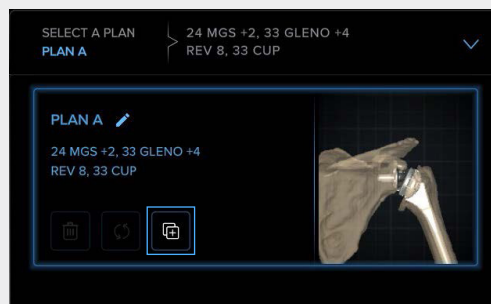 SELECT A PLAN
PLAN A
24 MGS +2, 33 GLENO +4
REV 8, 33 CUP
PLAN A
24 MGS +2, 33 GLENO +4
REV 8, 33 CUP